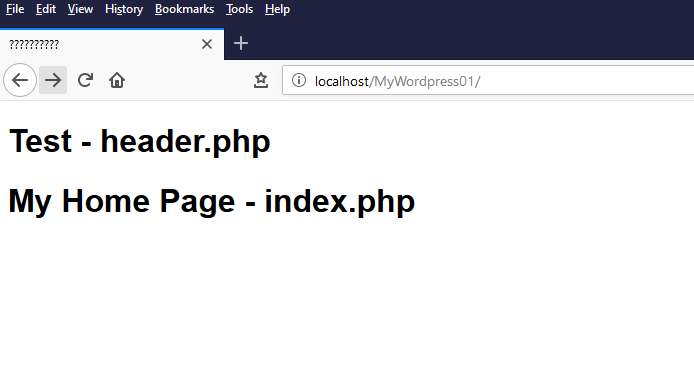 File Edit View History Bookmarks Tools Help
??????????
localhost/MyWordpress01/
Test - header.php
My Home Page - index.php